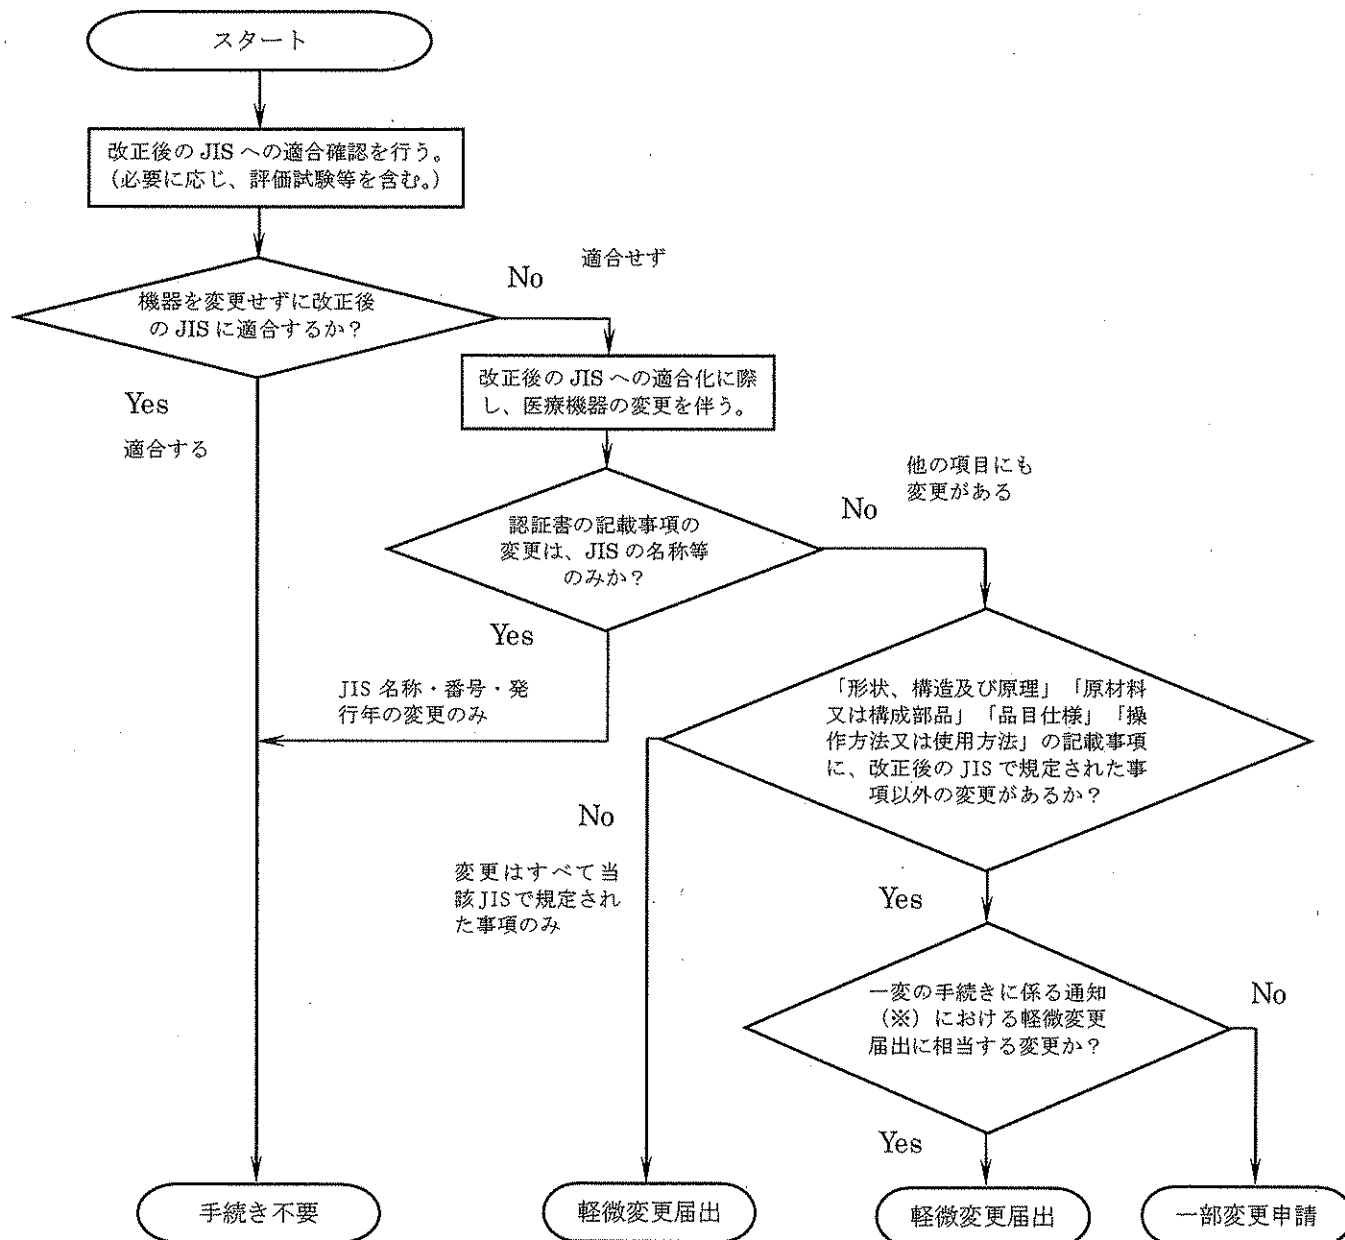 スタート
改正後の JIS への適合確認を行う。
（必要に応じ、評価試験等を含む。）
機器を変更せずに改正後
の JIS に適合するか？
No
適合せず
Yes
適合する
改正後の JIS への適合化に際
し、医療機器の変更を伴う。
認証書の記載事項の
変更は、JIS の名称等
のみか？
No
他の項目にも
変更がある
Yes
JIS 名称・番号・発
行年の変更のみ
「形状、構造及び原理」「原材料
又は構成部品」「品目仕様」「操
作方法又は使用方法」の記載事項
に、改正後の JIS で規定された事
項以外の変更があるか？
No
変更はすべて当
該JISで規定され
た事項のみ
Yes
一変の手続きに係る通知
（※）における軽微変更
届出に相当する変更か？
No
Yes
手続き不要
軽微変更届出
軽微変更届出
一部変更申請